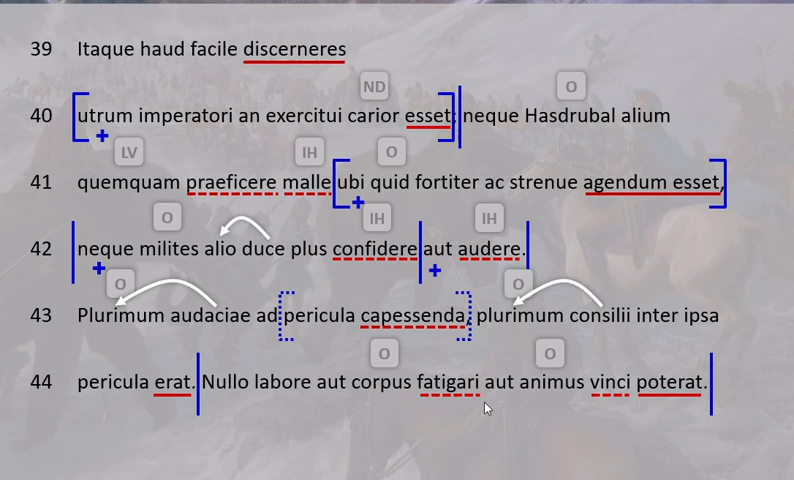 39 Itaque haud facile discerneres
ND O
40 utrum imperatori an exercitui carior esset; neque Hasdrubal alium
+ LV IH O
41 quemquam praeficere malle ubi quid fortiter ac strenue agendum esset,
O + IH IH
42 neque milites alio duce plus confidere aut audere.
+ O + O
43 Plurimum audaciae ad pericula capessenda, plurimum consilii inter ipsa
O O
44 pericula erat. Nullo labore aut corpus fatigari aut animus vinci poterat.